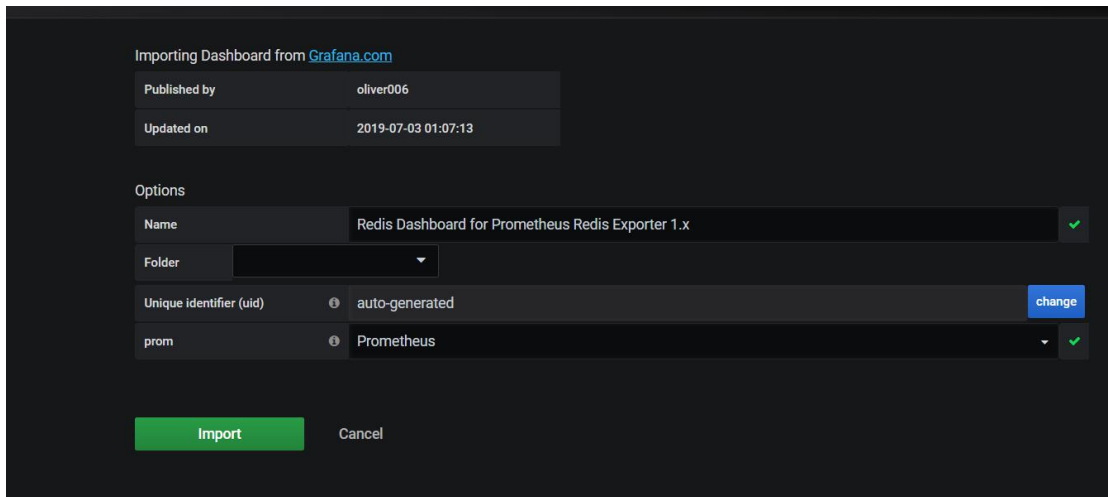 Importing Dashboard from Grafana.com
Published by oliver006
Updated on 2019-07-03 01:07:13
Options
Name Redis Dashboard for Prometheus Redis Exporter 1.x
Folder
Unique identifier (uid) auto-generated change
prom Prometheus
Import Cancel